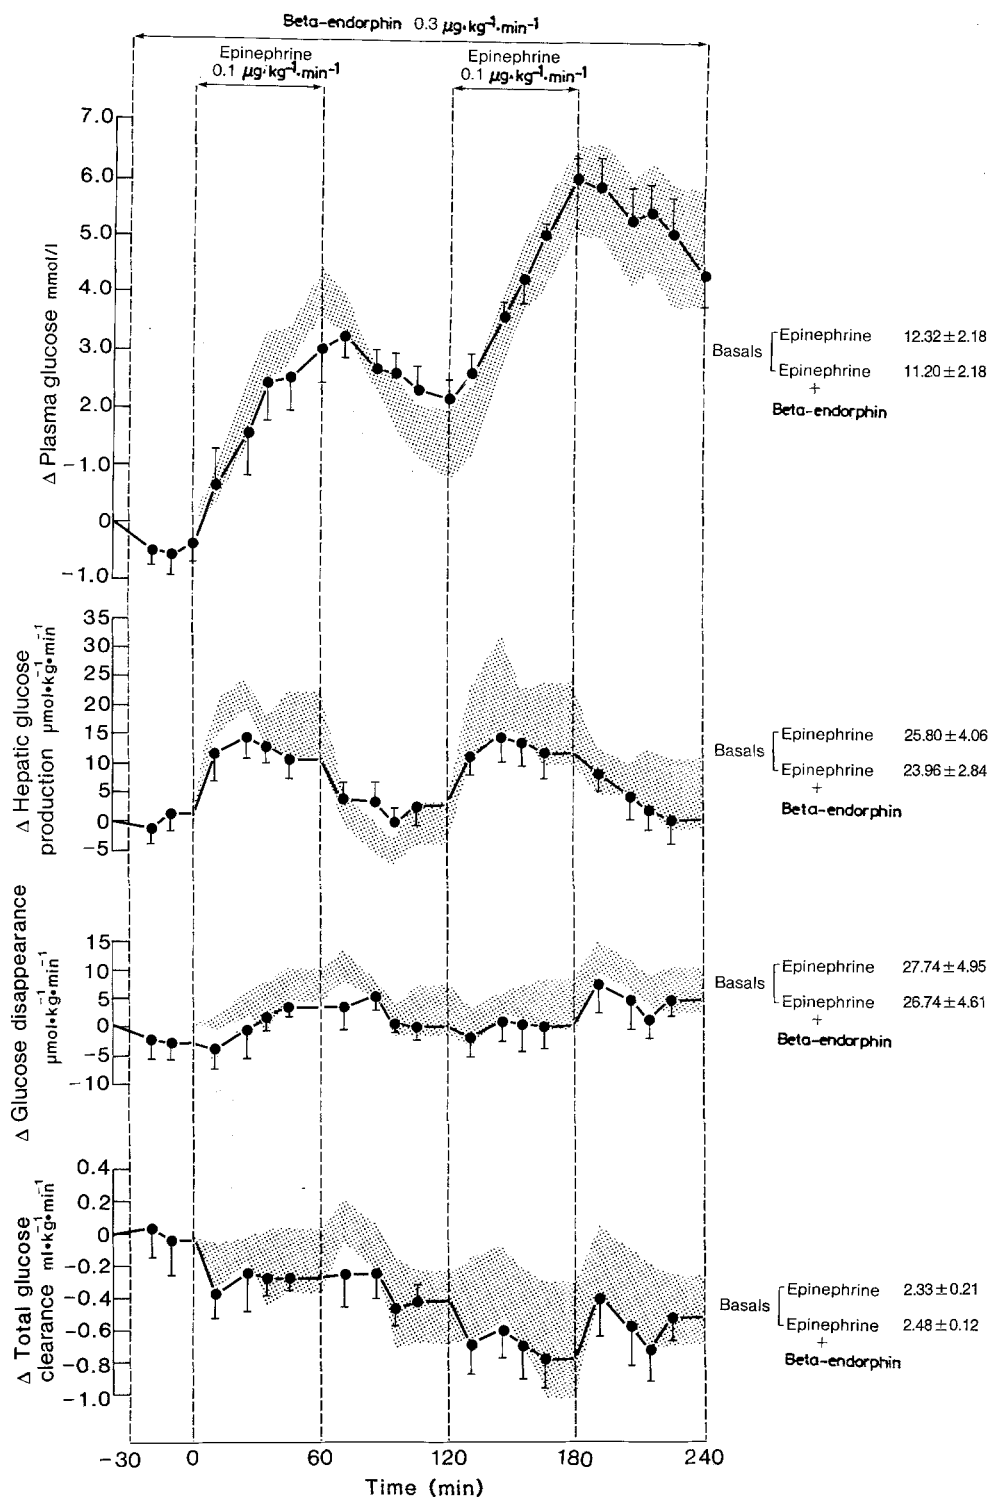 Beta-endorphin 0.3 µg·kg⁻¹·min⁻¹
Epinephrine
0.1 µg·kg⁻¹·min⁻¹
Epinephrine
0.1 µg·kg⁻¹·min⁻¹
Δ Plasma glucose mmol/l
7.0
6.0
5.0
4.0
3.0
2.0
-1.0
0
-1.0
Basals
Epinephrine 12.32±2.18
Epinephrine 11.20±2.18
+
Beta-endorphin
Δ Hepatic glucose
production µmol·kg⁻¹·min⁻¹
35
30
25
20
15
10
5
0
-5
Basals
Epinephrine 25.80±4.06
Epinephrine 23.96±2.84
+
Beta-endorphin
Δ Glucose disappearance
µmol·kg⁻¹·min⁻¹
15
10
5
0
-5
-10
Basals
Epinephrine 27.74±4.95
Epinephrine 26.74±4.61
+
Beta-endorphin
Δ Total glucose
clearance ml·kg⁻¹·min⁻¹
0.4
0.2
0
-0.2
-0.4
-0.6
-0.8
-1.0
Basals
Epinephrine 2.33±0.21
Epinephrine 2.48±0.12
+
Beta-endorphin
-30 0 60 120 180 240
Time (min)